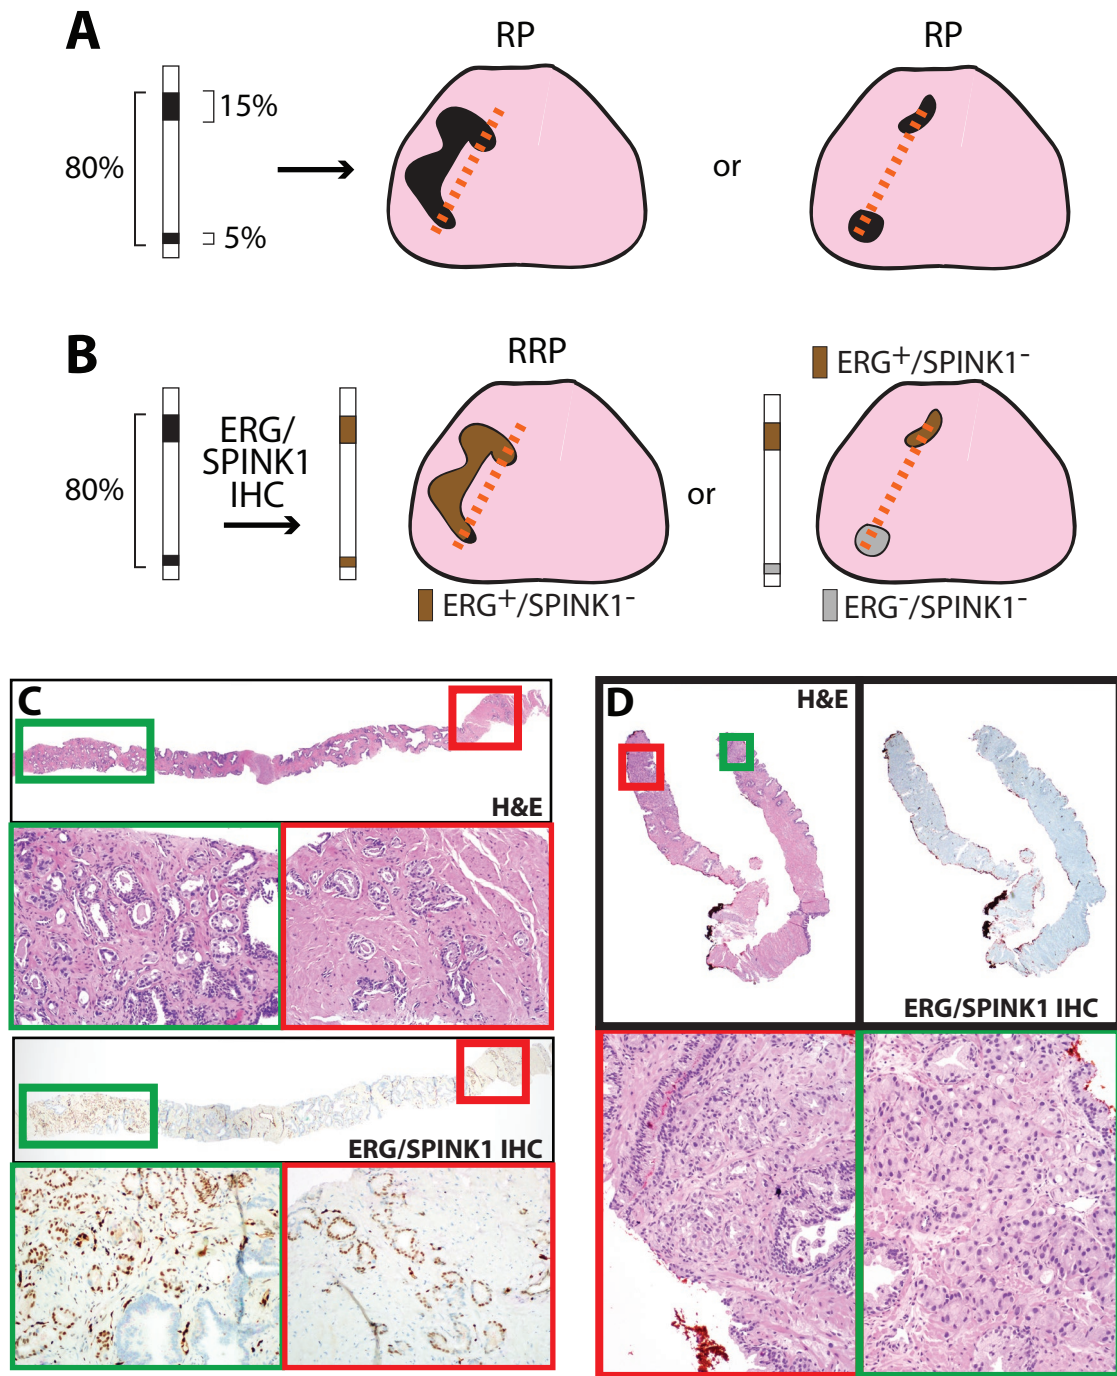 A
RP
RP
15%
80%
or
5%
B
RRP
ERG+/SPINK1-
ERG/
SPINK1
IHC
80%
or
ERG+/SPINK1-
ERG-/SPINK1-
C
H&E
D
H&E
ERG/SPINK1 IHC
ERG/SPINK1 IHC